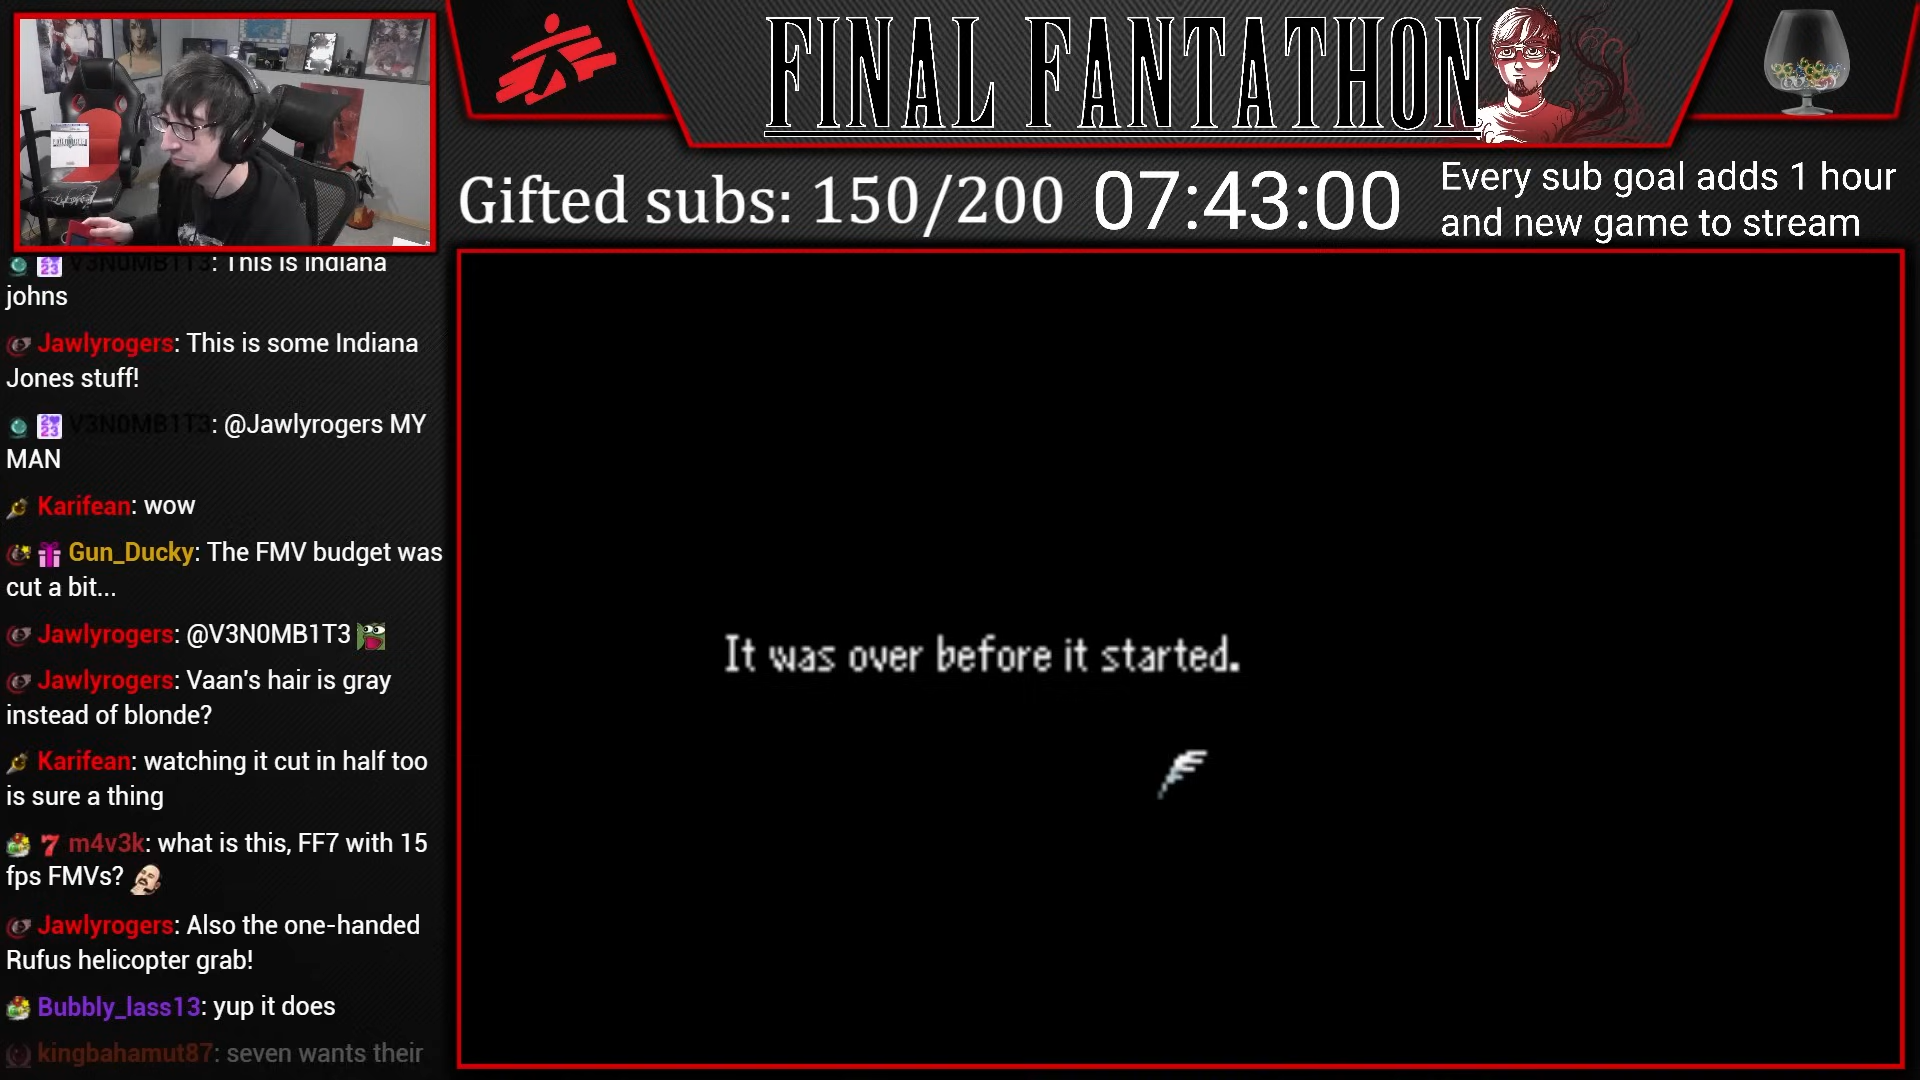 FINAL FANTATHON
Gifted subs: 150/200
07:43:00
Every sub goal adds 1 hour
and new game to stream
V3N0MB1T3: This is Indiana
johns
Jawlyrogers: This is some Indiana
Jones stuff!
V3N0MB1T3: @Jawlyrogers MY
MAN
Karifean: wow
Gun_Ducky: The FMV budget was
cut a bit...
Jawlyrogers: @V3N0MB1T3
Jawlyrogers: Vaan's hair is gray
instead of blonde?
Karifean: watching it cut in half too
is sure a thing
m4v3k: what is this, FF7 with 15
fps FMVs?
Jawlyrogers: Also the one-handed
Rufus helicopter grab!
Bubbly_lass13: yup it does
kingbahamut87: seven wants their
It was over before it started.